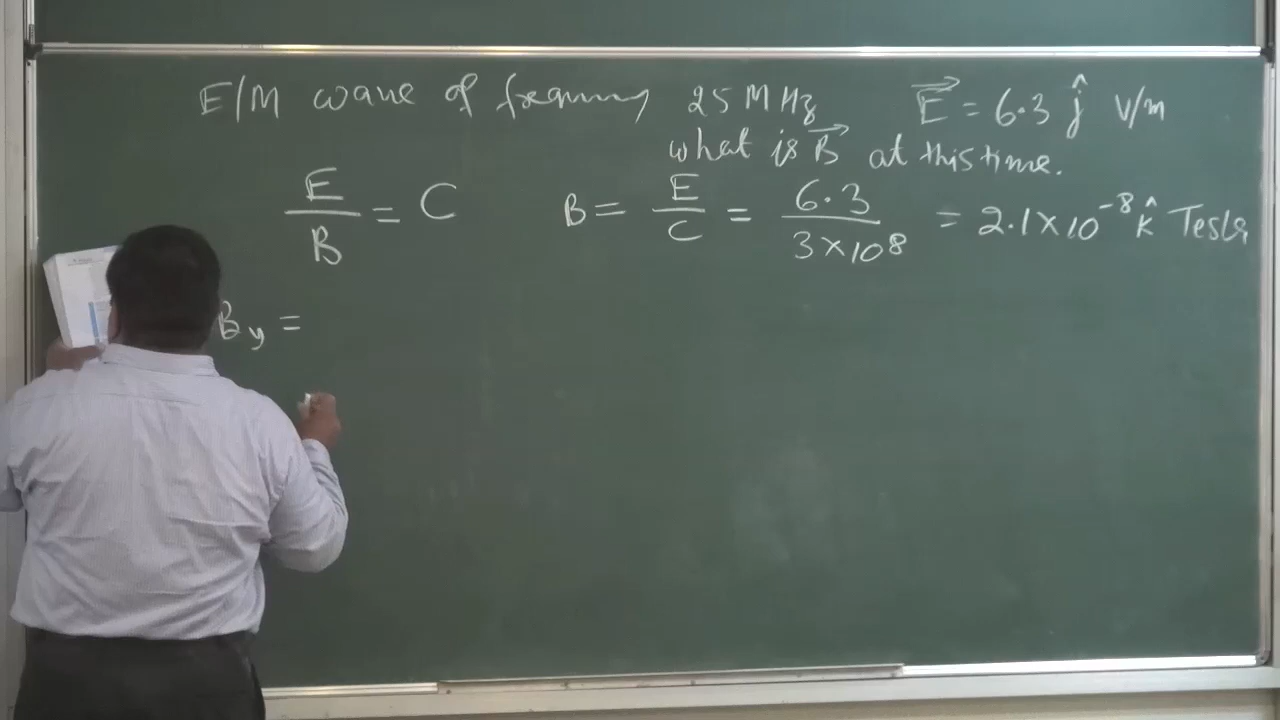 E/M wave of frequency 25 MHz E⃗ = 6.3 ĵ V/m
what is B⃗ at this time.
E/B = C B = E/C = 6.3/3×10⁸ = 2.1×10⁻⁸ k̂ Tesla
B_y =